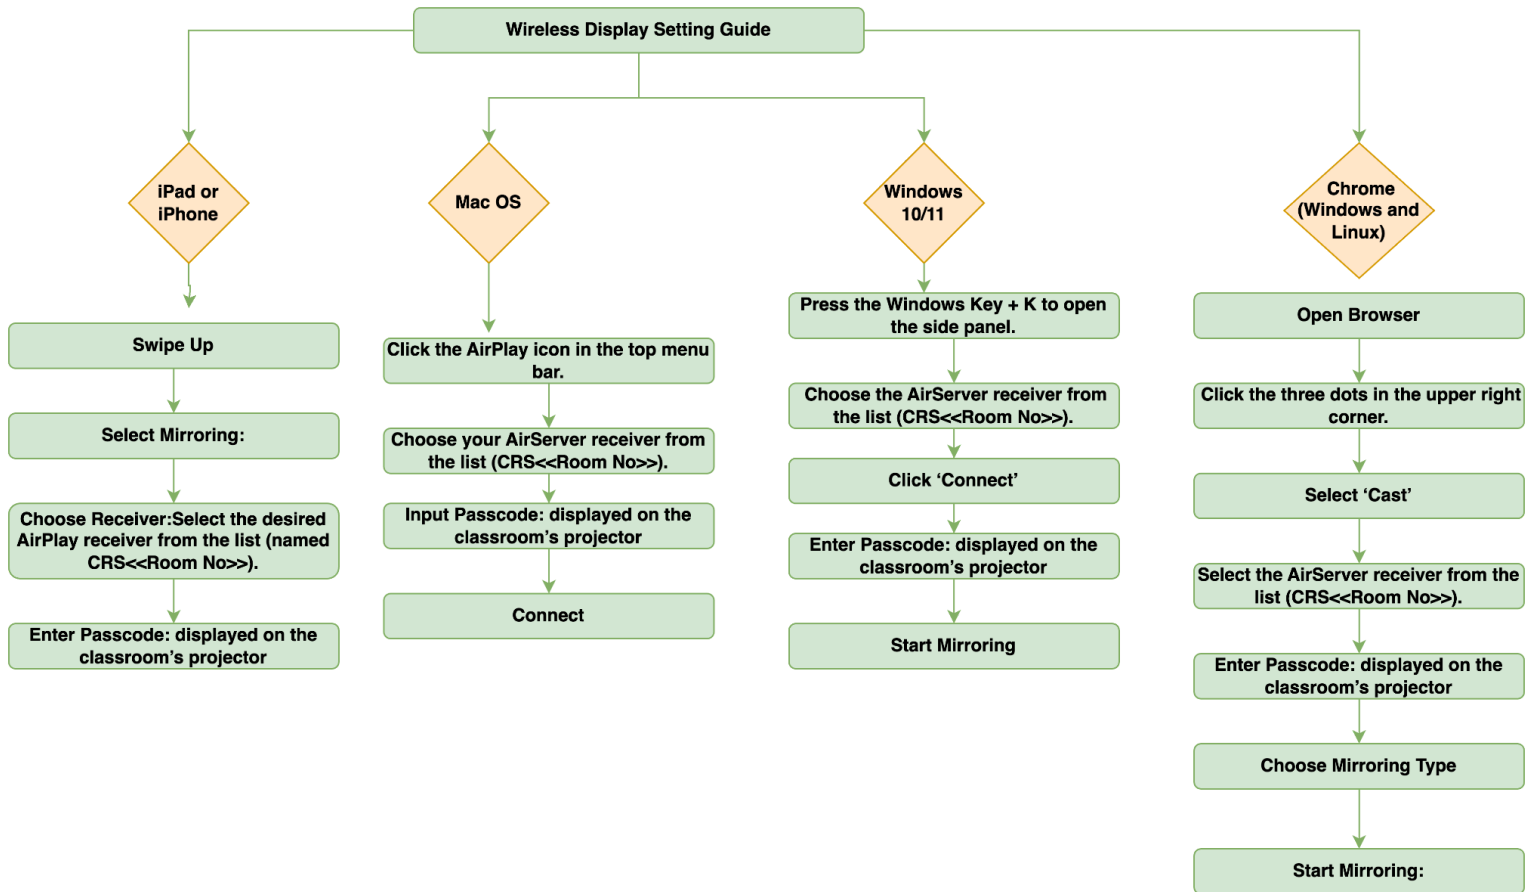 Wireless Display Setting Guide
iPad or
iPhone
Swipe Up
Select Mirroring:
Choose Receiver:Select the desired
AirPlay receiver from the list (named
CRS<<Room No>>).
Enter Passcode: displayed on the
classroom’s projector
Mac OS
Click the AirPlay icon in the top menu
bar.
Choose your AirServer receiver from
the list (CRS<<Room No>>).
Input Passcode: displayed on the
classroom’s projector
Connect
Windows
10/11
Press the Windows Key + K to open
the side panel.
Choose the AirServer receiver from
the list (CRS<<Room No>>).
Click ‘Connect’
Enter Passcode: displayed on the
classroom’s projector
Start Mirroring
Chrome
(Windows and
Linux)
Open Browser
Click the three dots in the upper right
corner.
Select ‘Cast’
Select the AirServer receiver from the
list (CRS<<Room No>>).
Enter Passcode: displayed on the
classroom’s projector
Choose Mirroring Type
Start Mirroring: